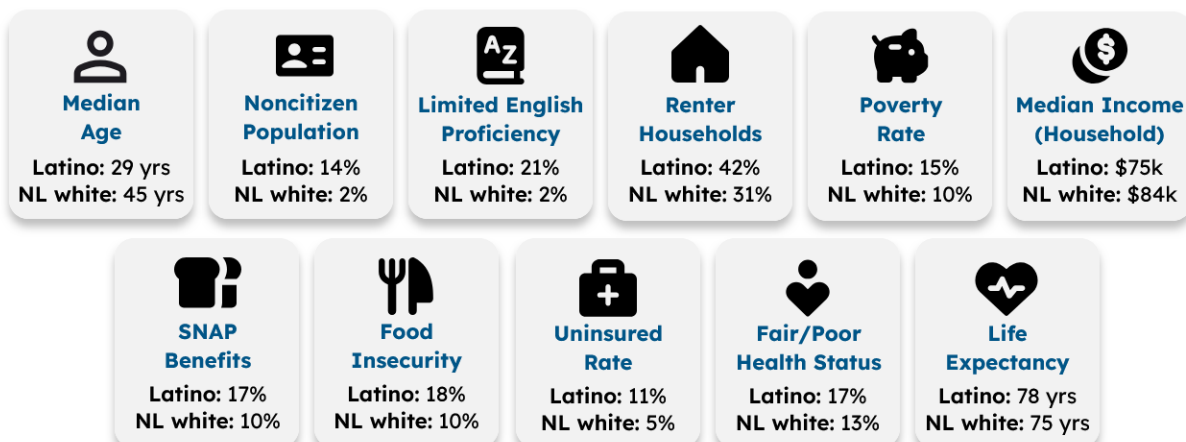 Median
Age
Latino: 29 yrs
NL white: 45 yrs
Noncitizen
Population
Latino: 14%
NL white: 2%
AZ
Limited English
Proficiency
Latino: 21%
NL white: 2%
Renter
Households
Latino: 42%
NL white: 31%
Poverty
Rate
Latino: 15%
NL white: 10%
$
Median Income
(Household)
Latino: $75k
NL white: $84k
SNAP
Benefits
Latino: 17%
NL white: 10%
Food
Insecurity
Latino: 18%
NL white: 10%
Uninsured
Rate
Latino: 11%
NL white: 5%
Fair/Poor
Health Status
Latino: 17%
NL white: 13%
Life
Expectancy
Latino: 78 yrs
NL white: 75 yrs